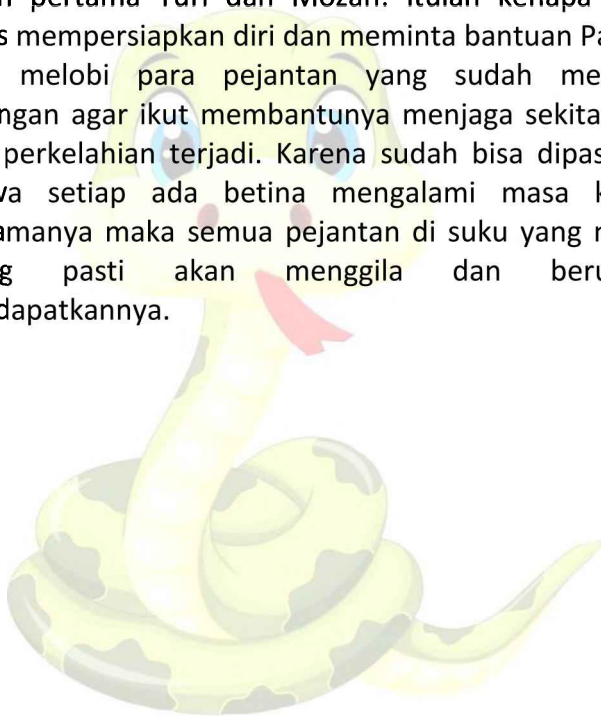 pertama Yuri dan Mozan. Itulah kenapa
s mempersiapkan diri dan meminta bantuan Pa
melobi para pejantan yang sudah me
ngan agar ikut membantunya menjaga sekita
perkelahian terjadi. Karena sudah bisa dipas
va setiap ada betina mengalami masa k
amanya maka semua pejantan di suku yang
g pasti akan menggila dan beru
dapatkannya.